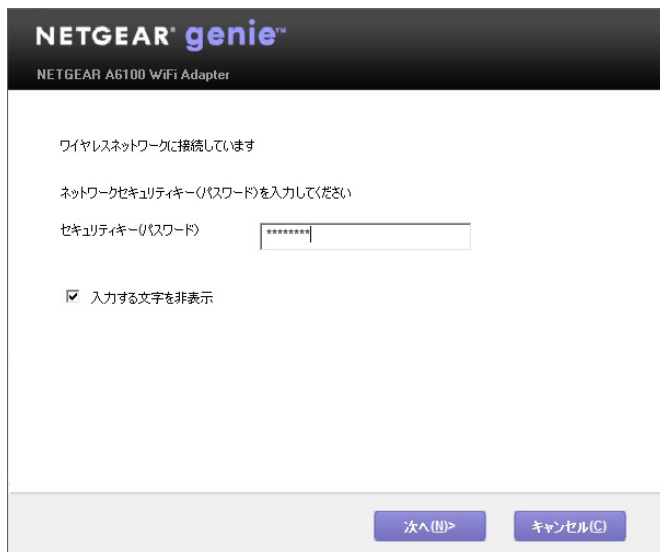 NETGEAR® genie™
NETGEAR A6100 WiFi Adapter
ワイヤレスネットワークに接続しています
ネットワークセキュリティキー(パスワード)を入力してください
セキュリティキー(パスワード) ********
入力する文字を非表示
次へ(N)> キャンセル(C)